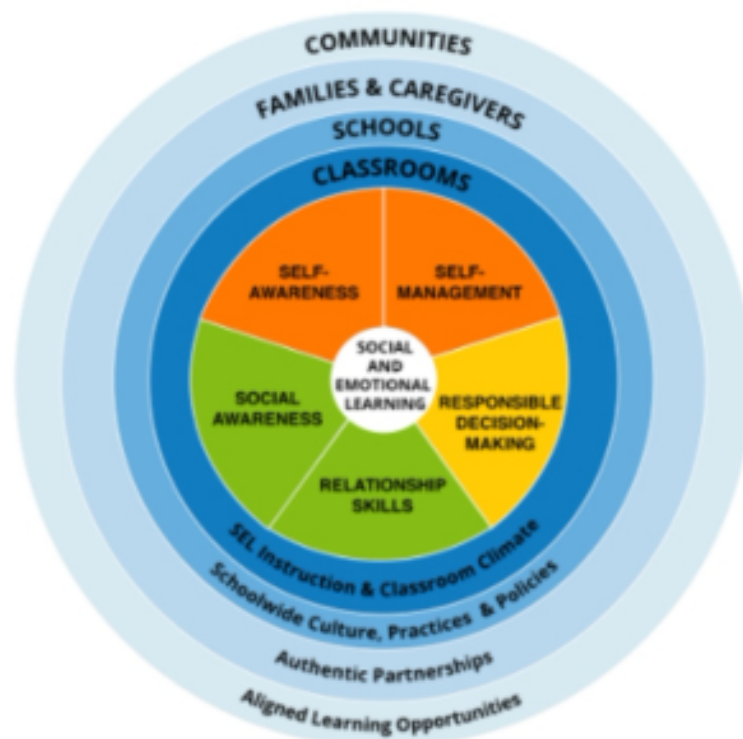 COMMUNITIES
FAMILIES & CAREGIVERS
SCHOOLS
CLASSROOMS
SELF-
AWARENESS
SELF-
MANAGEMENT
SOCIAL
AND
EMOTIONAL
LEARNING
SOCIAL
AWARENESS
RESPONSIBLE
DECISION-
MAKING
RELATIONSHIP
SKILLS
SEL Instruction & Classroom Climate
Schoolwide Culture, Practices & Policies
Authentic Partnerships
Aligned Learning Opportunities